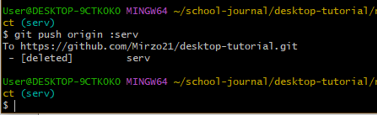 User@DESKTOP-9CTKOKO MINGW64 ~/school-journal/desktop-tutorial/
ct (serv)
$ git push origin :serv
To https://github.com/Mirzo21/desktop-tutorial.git
 - [deleted]         serv

User@DESKTOP-9CTKOKO MINGW64 ~/school-journal/desktop-tutorial/
ct (serv)
$